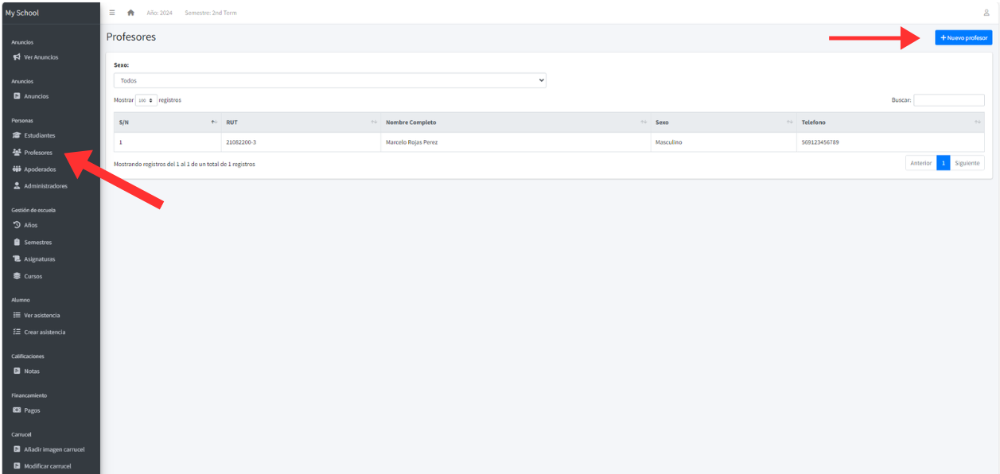 My School
Año: 2024 Semestre: 2nd Term
Anuncios
Ver Anuncios
Anuncios
Anuncios
Personas
Estudiantes
Profesores
Apoderados
Administradores
Gestión de escuela
Años
Semestres
Asignaturas
Cursos
Alumno
Ver asistencia
Crear asistencia
Calificaciones
Notas
Financamiento
Pagos
Carrucel
Añadir imagen carrucel
Modificar carrucel
Profesores
+ Nuevo profesor
Sexo:
Todos
Mostrar 100 registros
Buscar:
S/N RUT Nombre Completo Sexo Telefono
1 21082200-3 Marcelo Rojas Perez Masculino 569123456789
Mostrando registros del 1 al 1 de un total de 1 registros
Anterior 1 Siguiente